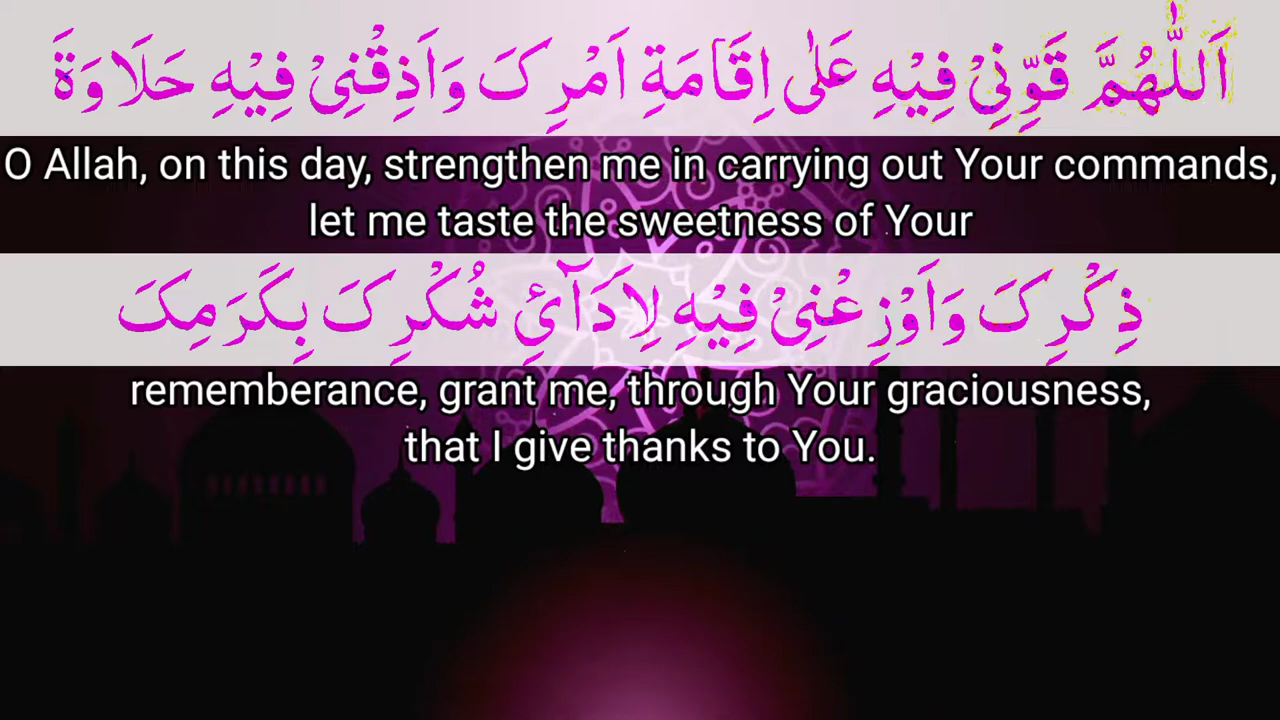 اَللّٰهُمَّ قَوِّنِيْ فِيْهِ عَلٰى اِقَامَةِ اَمْرِكَ وَاَذِقْنِيْ فِيْهِ حَلَاوَةَ
O Allah, on this day, strengthen me in carrying out Your commands,
let me taste the sweetness of Your
ذِكْرِكَ وَاَوْزِعْنِيْ فِيْهِ لِاَدَآئِ شُكْرِكَ بِكَرَمِكَ
rememberance, grant me, through Your graciousness,
that I give thanks to You.